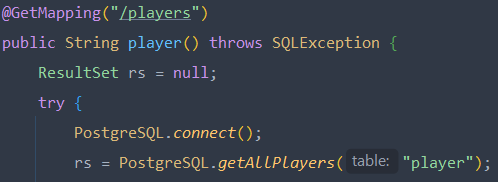 @GetMapping("/players")
public String player() throws SQLException {
ResultSet rs = null;
try {
PostgreSQL.connect();
rs = PostgreSQL.getAllPlayers( table: "player");